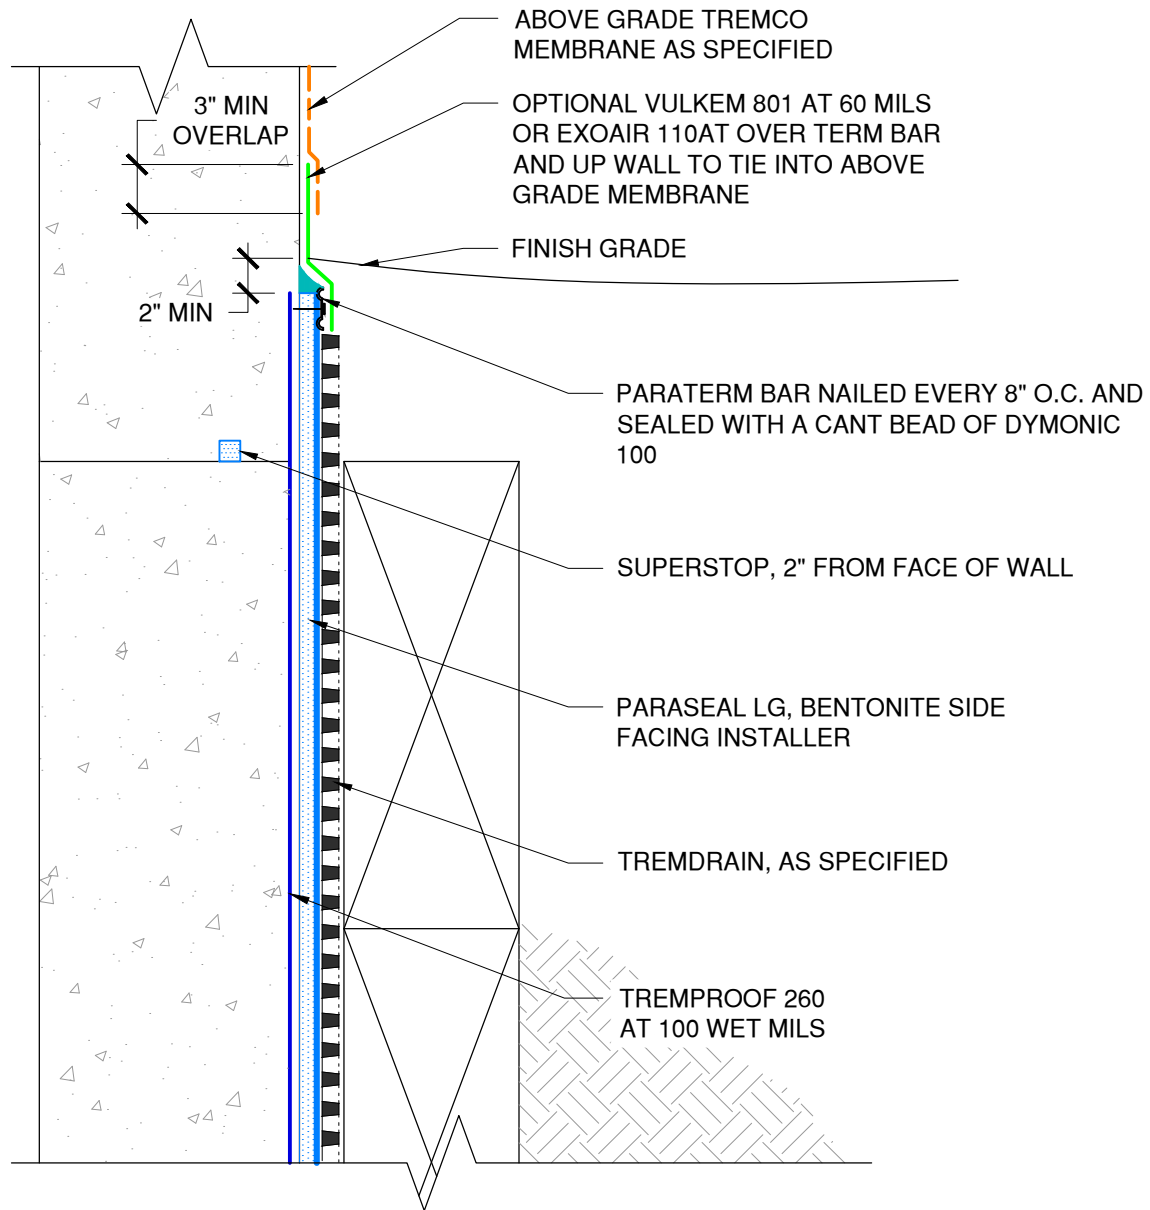 ABOVE GRADE TREMCO
MEMBRANE AS SPECIFIED
3" MIN
OVERLAP
OPTIONAL VULKEM 801 AT 60 MILS
OR EXOAIR 110AT OVER TERM BAR
AND UP WALL TO TIE INTO ABOVE
GRADE MEMBRANE
FINISH GRADE
2" MIN
PARATERM BAR NAILED EVERY 8" O.C. AND
SEALED WITH A CANT BEAD OF DYMONIC
100
SUPERSTOP, 2" FROM FACE OF WALL
PARASEAL LG, BENTONITE SIDE
FACING INSTALLER
TREMDRAIN, AS SPECIFIED
TREMPROOF 260
AT 100 WET MILS